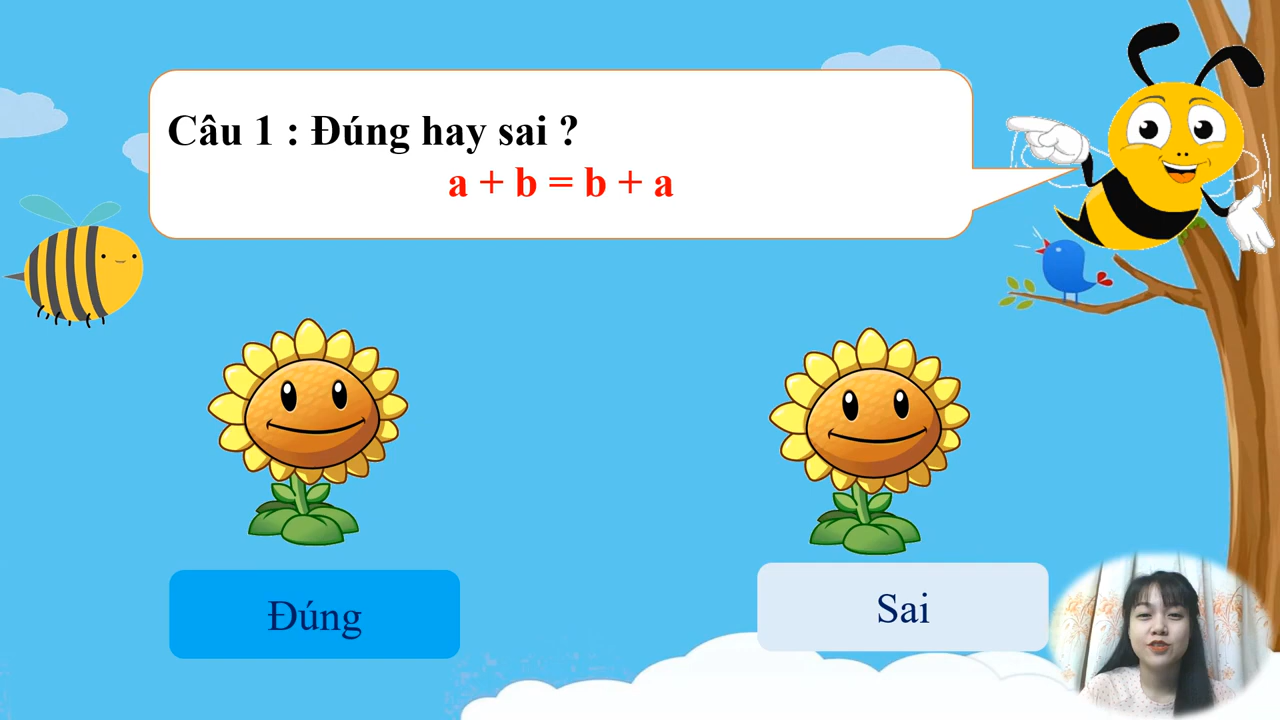 Câu 1 : Đúng hay sai ?
a + b = b + a
Đúng
Sai